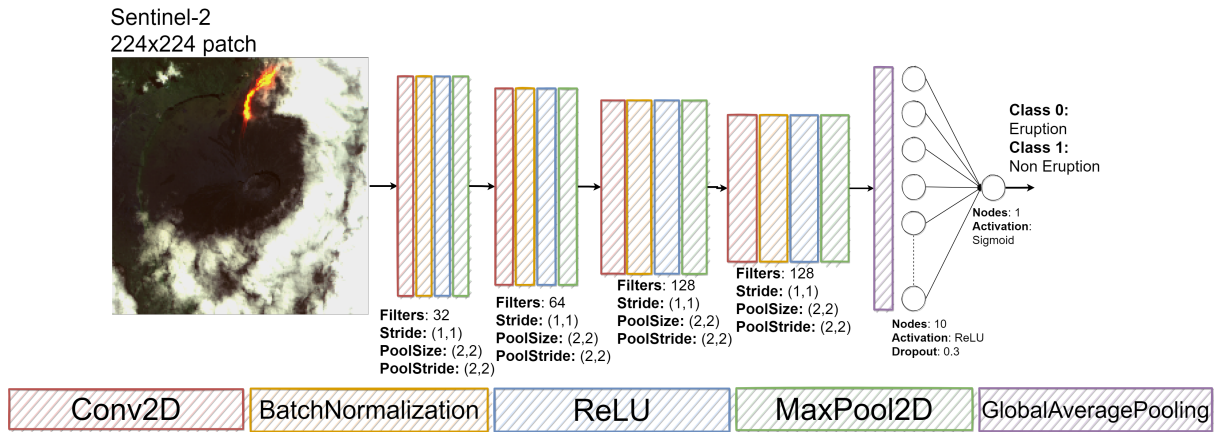 Sentinel-2
224x224 patch
Filters: 32
Stride: (1,1)
PoolSize: (2,2)
PoolStride: (2,2)
Filters: 64
Stride: (1,1)
PoolSize: (2,2)
PoolStride: (2,2)
Filters: 128
Stride: (1,1)
PoolSize: (2,2)
PoolStride: (2,2)
Filters: 128
Stride: (1,1)
PoolSize: (2,2)
PoolStride: (2,2)
Nodes: 10
Activation: ReLU
Dropout: 0.3
Nodes: 1
Activation:
Sigmoid
Class 0:
Eruption
Class 1:
Non Eruption
Conv2D
BatchNormalization
ReLU
MaxPool2D
GlobalAveragePooling